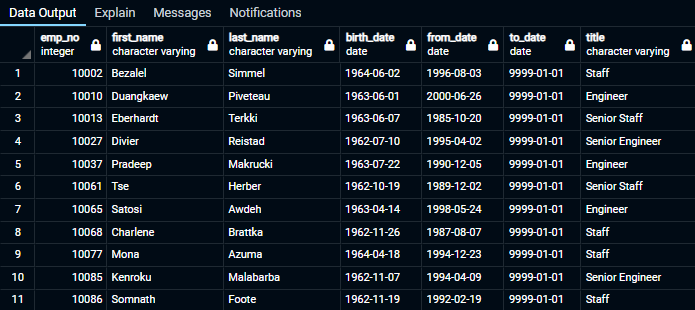 Data Output Explain Messages Notifications
emp_no first_name last_name birth_date from_date to_date title
integer character varying character varying date date date character varying
1 10002 Bezalel Simmel 1964-06-02 1996-08-03 9999-01-01 Staff
2 10010 Duangkaew Piveteau 1963-06-01 2000-06-26 9999-01-01 Engineer
3 10013 Eberhardt Terkki 1963-06-07 1985-10-20 9999-01-01 Senior Staff
4 10027 Divier Reistad 1962-07-10 1995-04-02 9999-01-01 Senior Engineer
5 10037 Pradeep Makrucki 1963-07-22 1990-12-05 9999-01-01 Engineer
6 10061 Tse Herber 1962-10-19 1989-12-02 9999-01-01 Senior Staff
7 10065 Satosi Awdeh 1963-04-14 1998-05-24 9999-01-01 Engineer
8 10068 Charlene Brattka 1962-11-26 1987-08-07 9999-01-01 Staff
9 10077 Mona Azuma 1964-04-18 1994-12-23 9999-01-01 Staff
10 10085 Kenroku Malabarba 1962-11-07 1994-04-09 9999-01-01 Senior Engineer
11 10086 Somnath Foote 1962-11-19 1992-02-19 9999-01-01 Staff